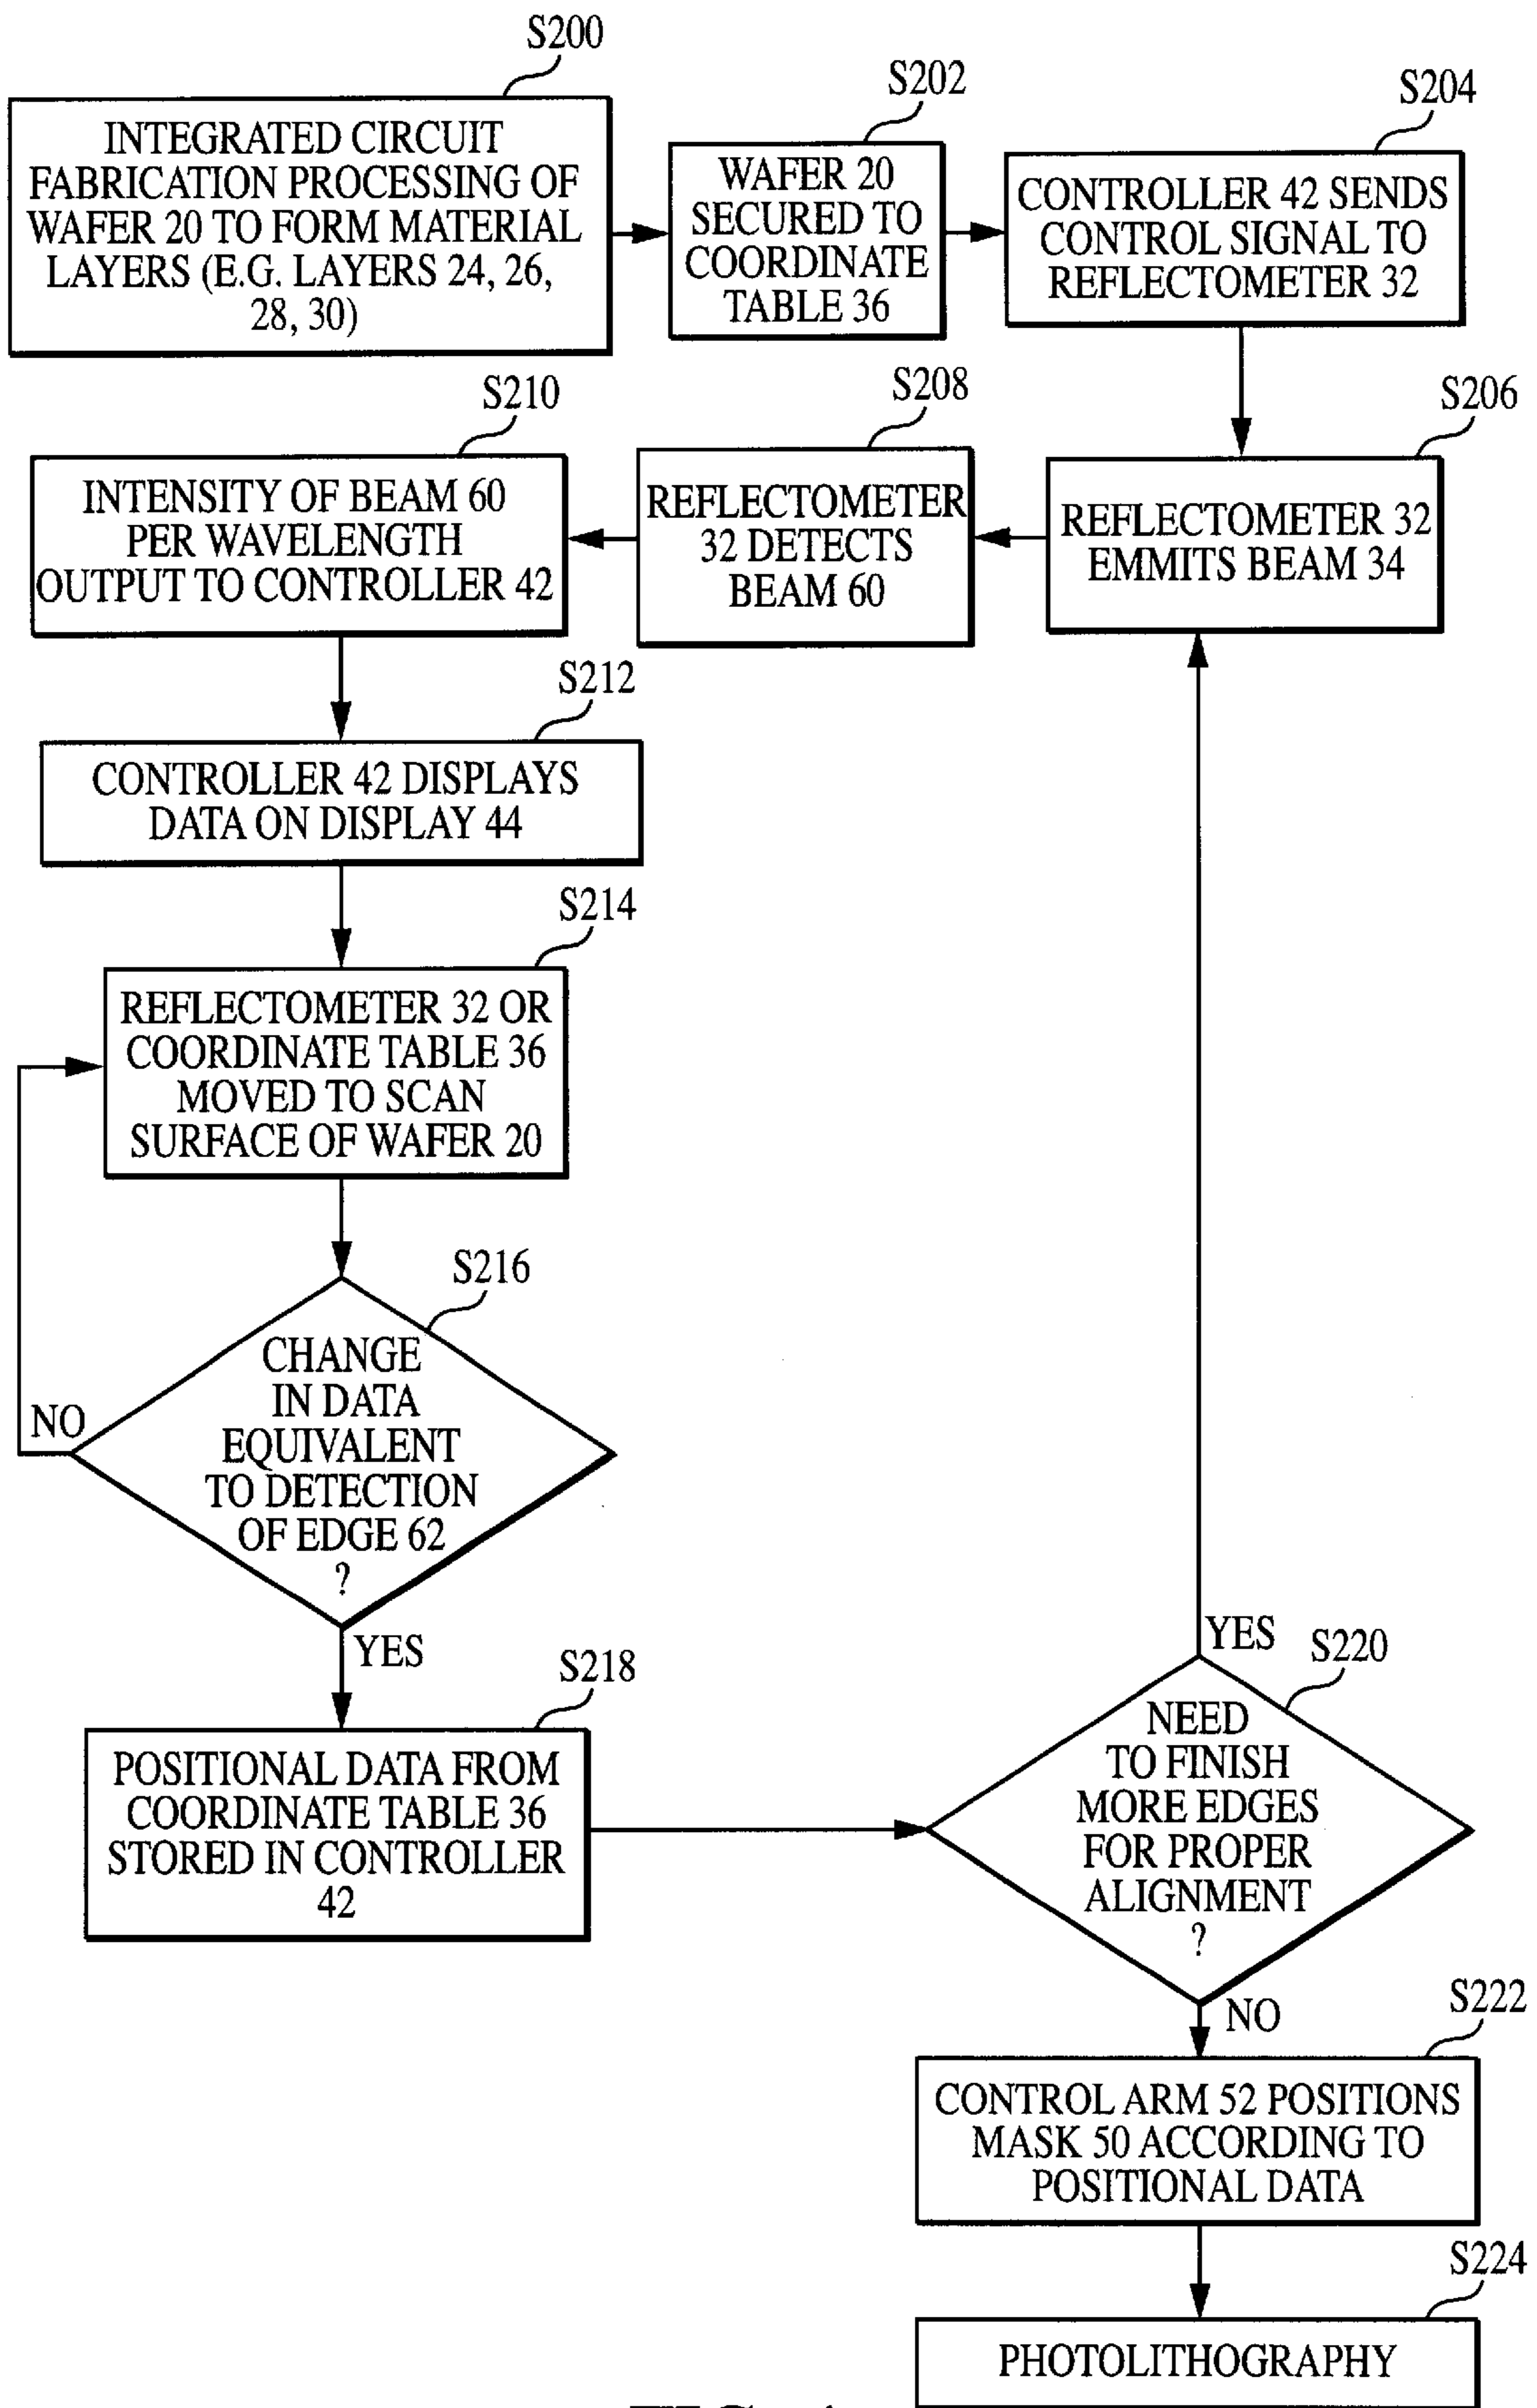 S200
INTEGRATED CIRCUIT
FABRICATION PROCESSING OF
WAFER 20 TO FORM MATERIAL
LAYERS (E.G. LAYERS 24, 26,
28, 30)
S202
WAFER 20
SECURED TO
COORDINATE
TABLE 36
S204
CONTROLLER 42 SENDS
CONTROL SIGNAL TO
REFLECTOMETER 32
S206
REFLECTOMETER 32
EMMITS BEAM 34
S208
REFLECTOMETER
32 DETECTS
BEAM 60
S210
INTENSITY OF BEAM 60
PER WAVELENGTH
OUTPUT TO CONTROLLER 42
S212
CONTROLLER 42 DISPLAYS
DATA ON DISPLAY 44
S214
REFLECTOMETER 32 OR
COORDINATE TABLE 36
MOVED TO SCAN
SURFACE OF WAFER 20
S216
CHANGE
IN DATA
EQUIVALENT
TO DETECTION
OF EDGE 62
?
NO
YES
S218
POSITIONAL DATA FROM
COORDINATE TABLE 36
STORED IN CONTROLLER
42
YES
S220
NEED
TO FINISH
MORE EDGES
FOR PROPER
ALIGNMENT
?
NO
S222
CONTROL ARM 52 POSITIONS
MASK 50 ACCORDING TO
POSITIONAL DATA
S224
PHOTOLITHOGRAPHY